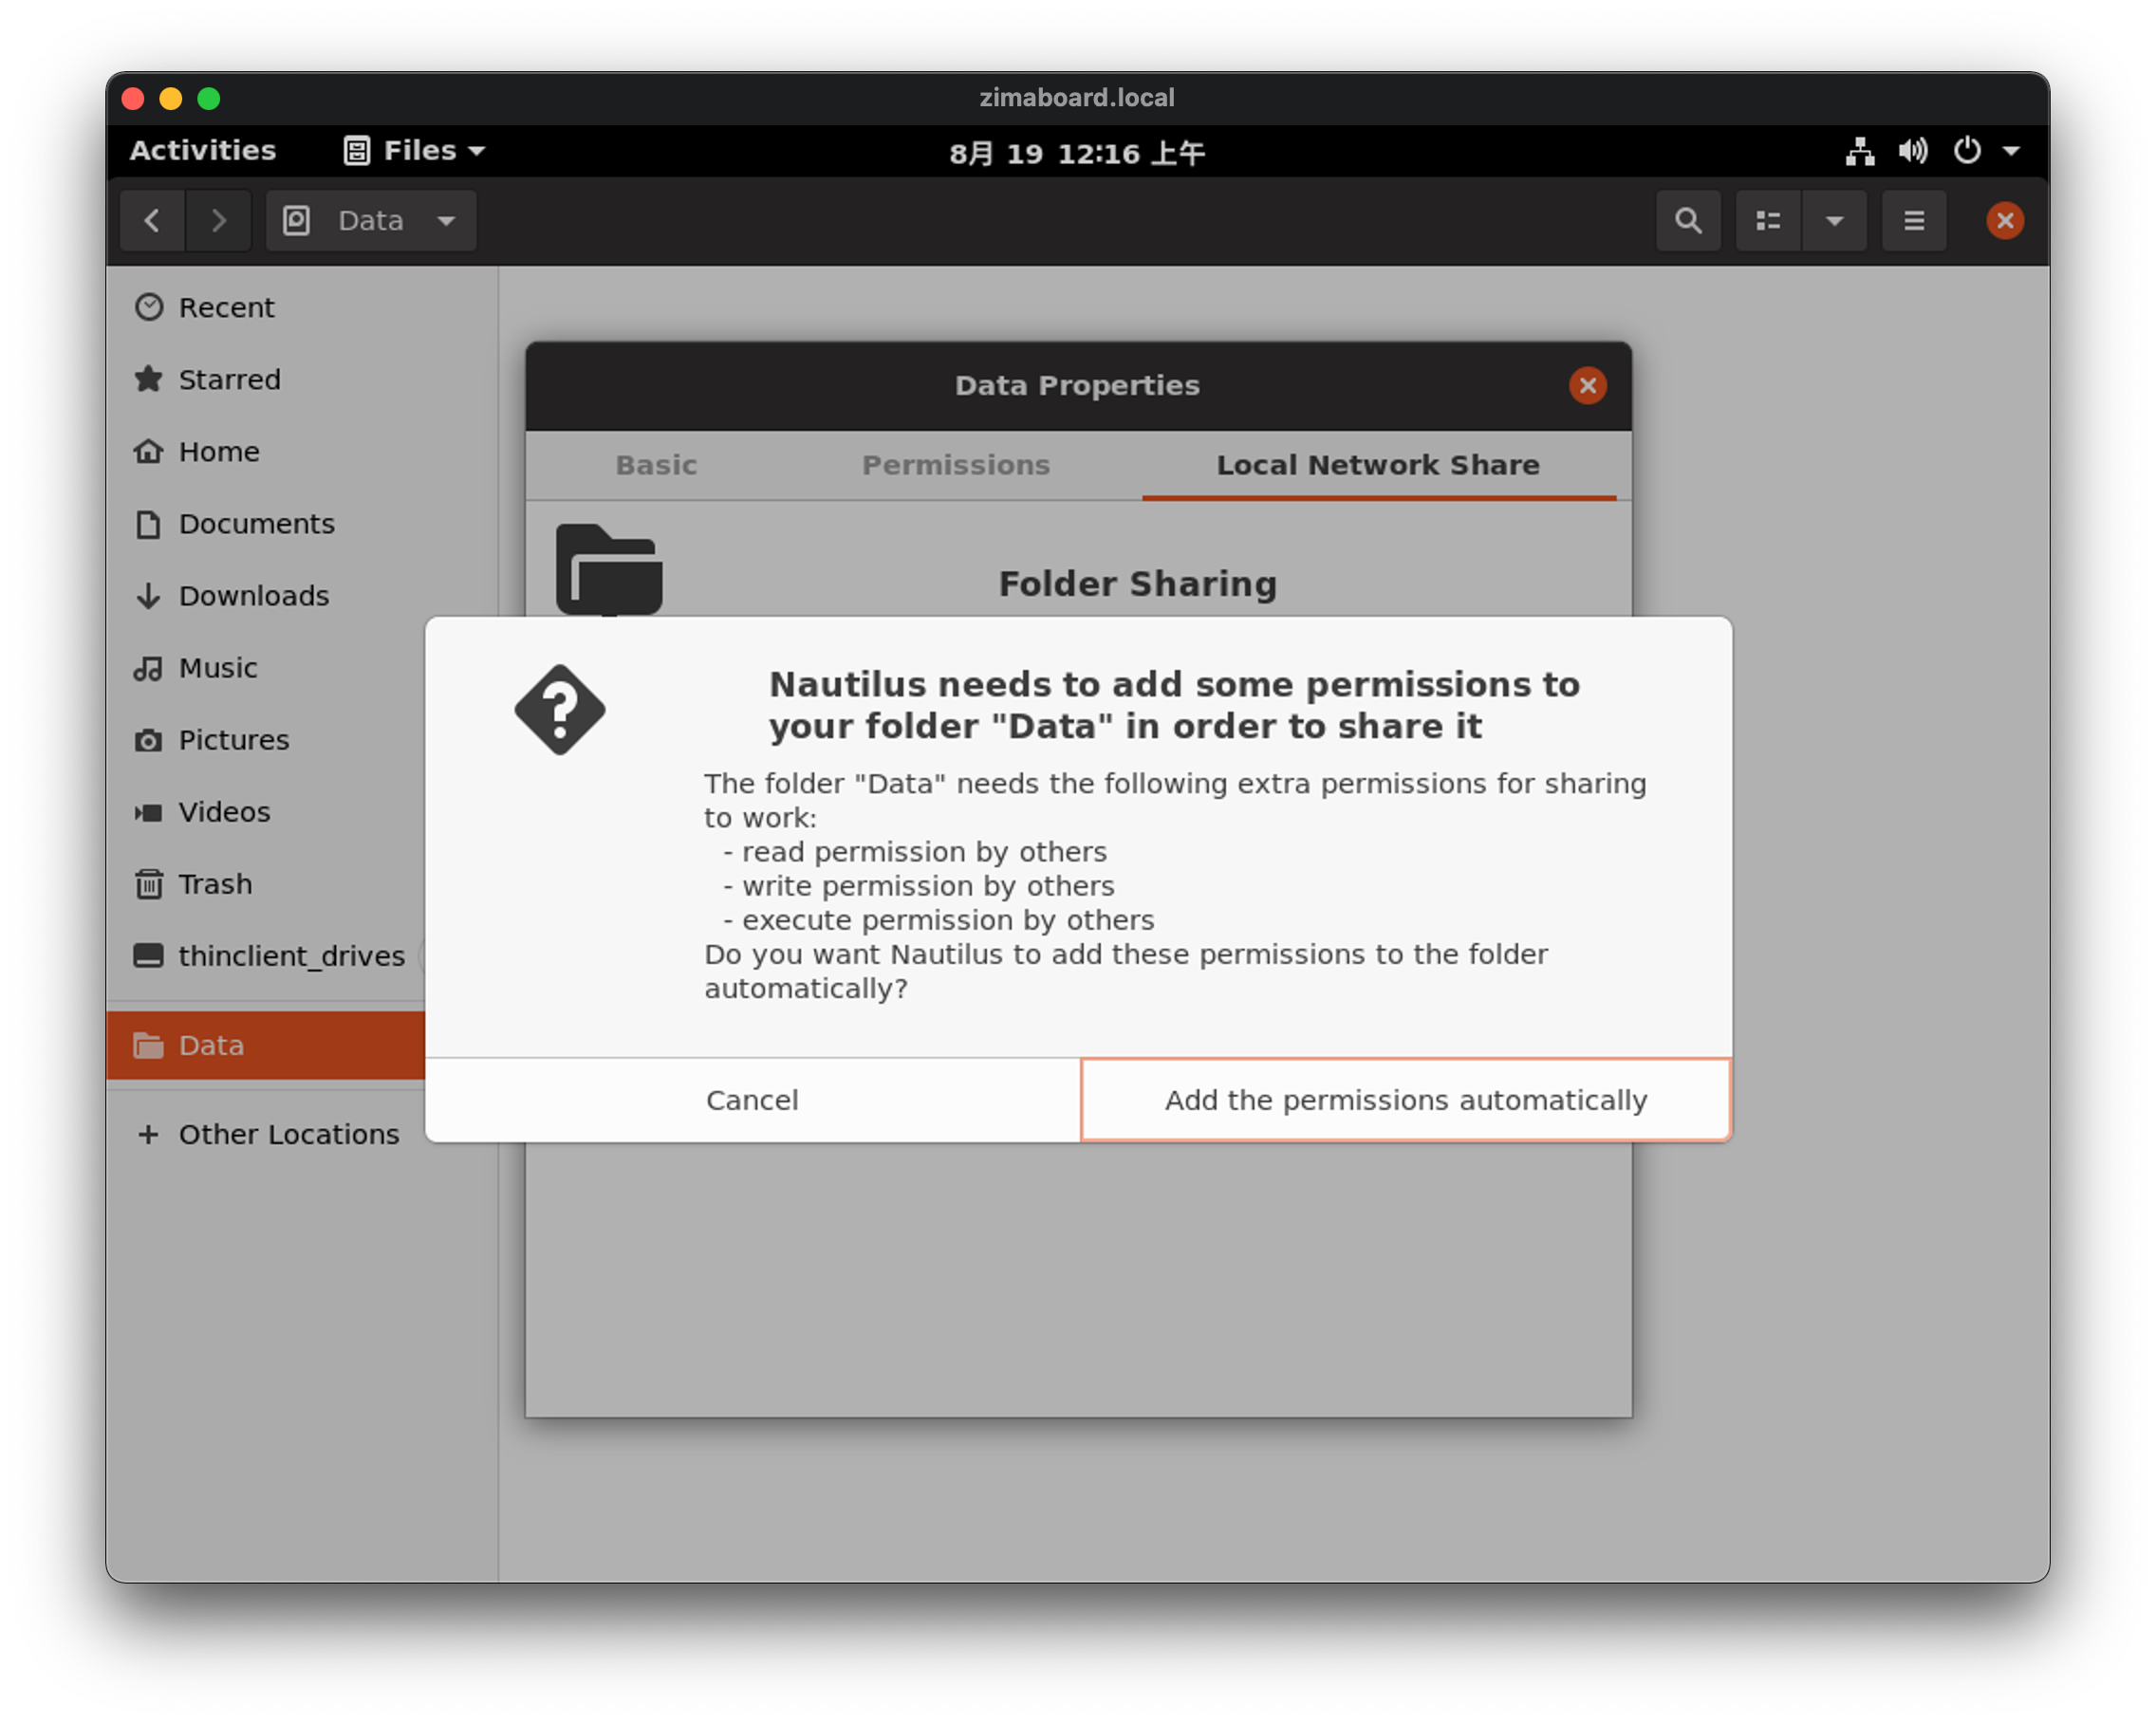 zimaboard.local
Activities Files 8月 19 12:16 上午
Data
Recent
Starred
Home
Documents
Downloads
Music
Pictures
Videos
Trash
thinclient_drives
Data
Other Locations
Data Properties
Basic Permissions Local Network Share
Folder Sharing
Nautilus needs to add some permissions to
your folder "Data" in order to share it
The folder "Data" needs the following extra permissions for sharing
to work:
- read permission by others
- write permission by others
- execute permission by others
Do you want Nautilus to add these permissions to the folder
automatically?
Cancel Add the permissions automatically